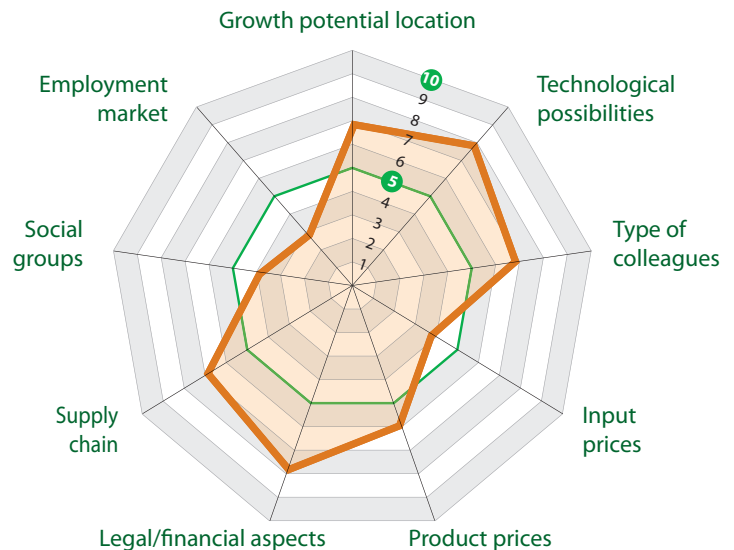 Growth potential location
Employment
market
Technological
possibilities
10
9
8
7
6
5
4
3
2
1
Social
groups
Type of
colleagues
Supply
chain
Input
prices
Legal/financial aspects
Product prices